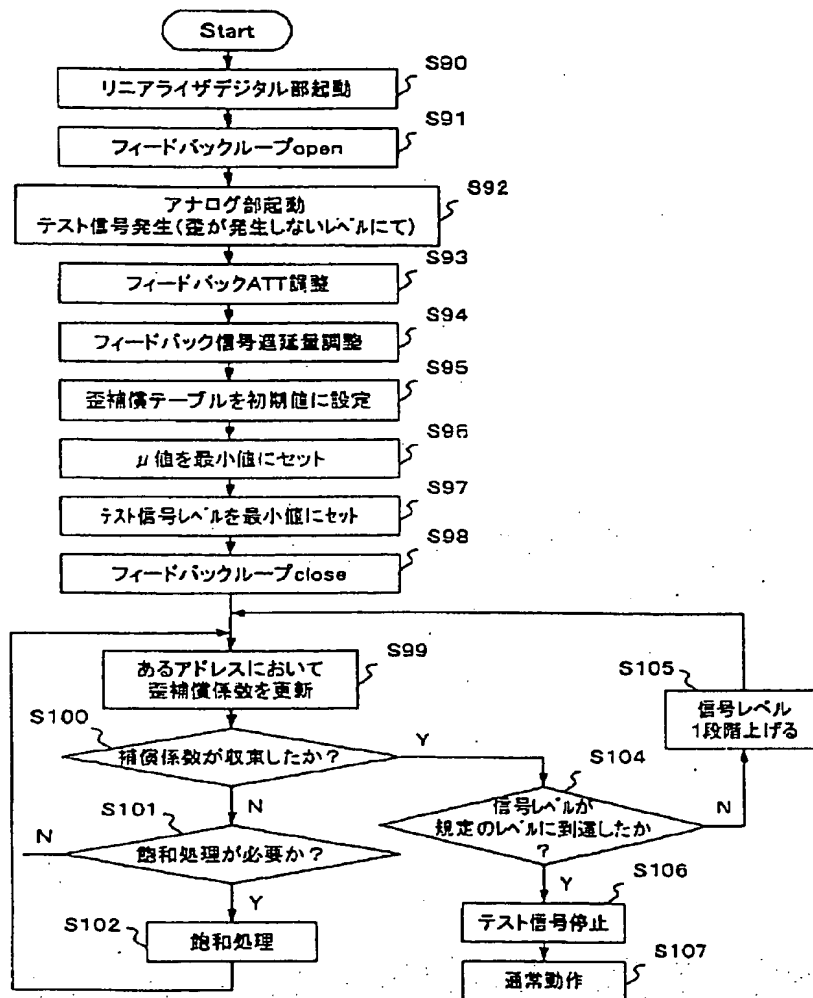 Start
S90
リニアライザデジタル部起動
S91
フィードバックループopen
S92
アナログ部起動
テスト信号発生(歪が発生しないレベルにて)
S93
フィードバックATT調整
S94
フィードバック信号遅延量調整
S95
歪補償テーブルを初期値に設定
S96
μ値を最小値にセット
S97
テスト信号レベルを最小値にセット
S98
フィードバックループclose
S99
あるアドレスにおいて
歪補償係数を更新
S105
信号レベル
1段階上げる
S100
補償係数が収束したか?
Y
N
S104
信号レベルが
規定のレベルに到達したか
?
N
Y
S101
飽和処理が必要か?
N
Y
S102
飽和処理
S106
テスト信号停止
S107
通常動作